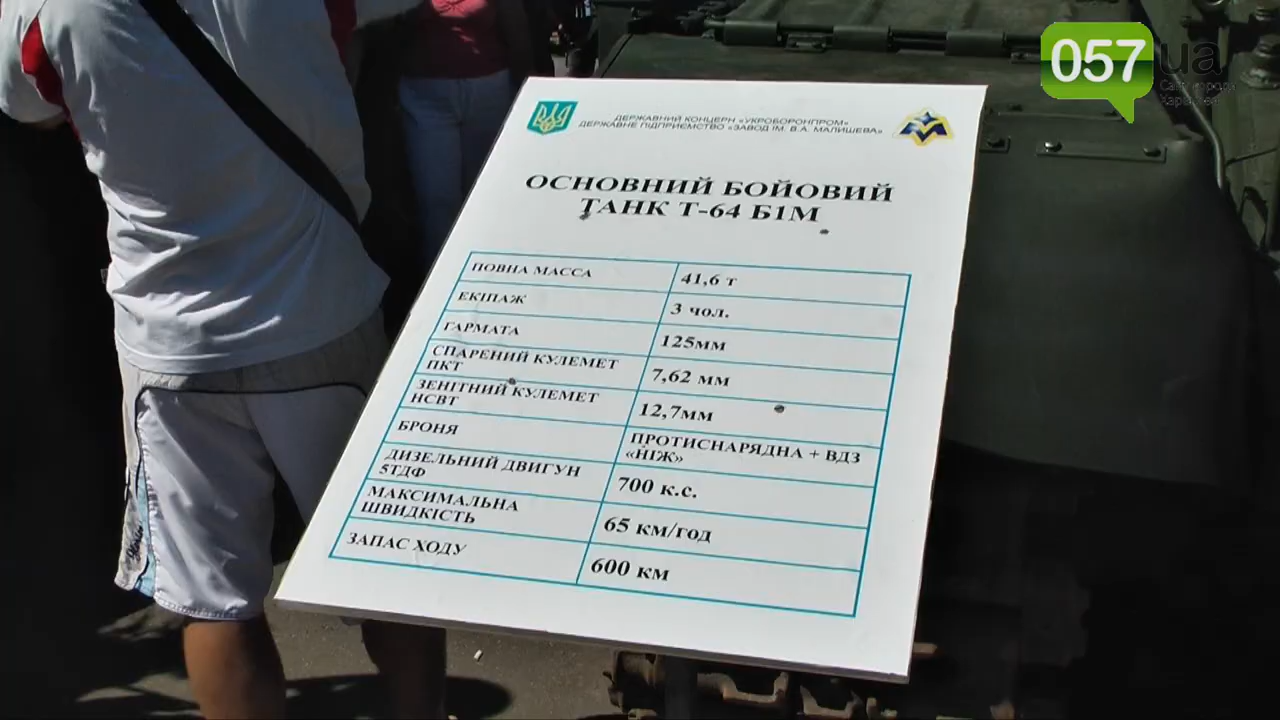 057 ua
ДЕРЖАВНИЙ КОНЦЕРН «УКРОБОРОНПРОМ»
ДЕРЖАВНЕ ПІДПРИЄМСТВО «ЗАВОД ІМ. В.А. МАЛИШЕВА»
ОСНОВНИЙ БОЙОВИЙ
ТАНК Т-64 Б1М
ПОВНА МАССА 41,6 т
ЕКІПАЖ 3 чол.
ГАРМАТА 125мм
СПАРЕНИЙ КУЛЕМЕТ
ПКТ 7,62 мм
ЗЕНІТНИЙ КУЛЕМЕТ
НСВТ 12,7мм
БРОНЯ ПРОТИСНАРЯДНА + ВДЗ
«НІЖ»
ДИЗЕЛЬНИЙ ДВИГУН
5ТДФ 700 к.с.
МАКСИМАЛЬНА
ШВИДКІСТЬ 65 км/год
ЗАПАС ХОДУ 600 км